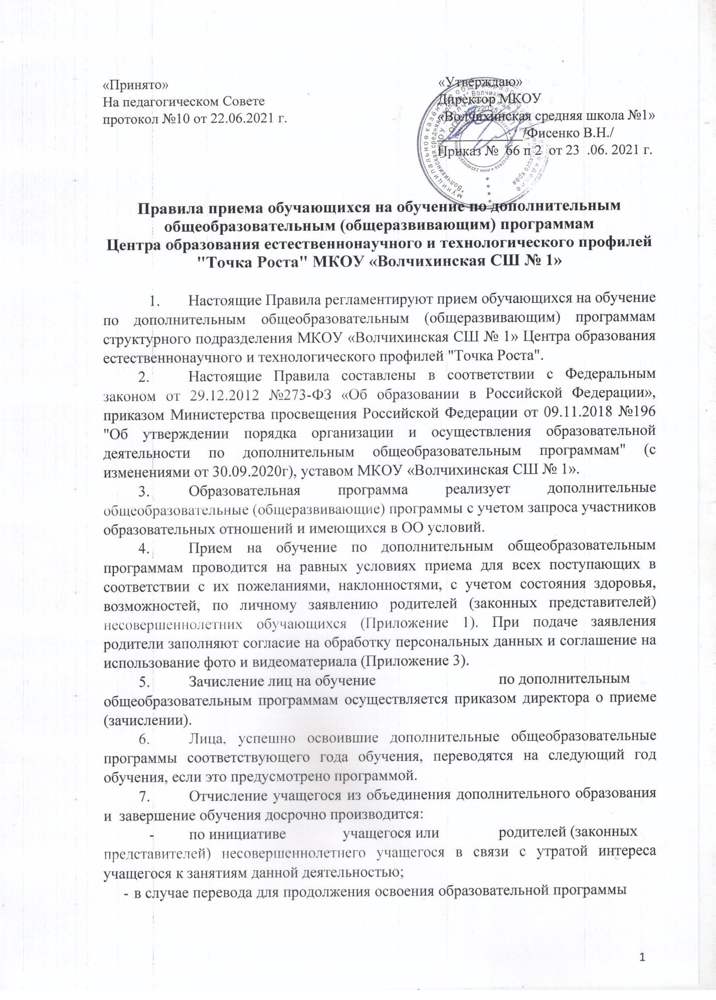 «Принято»
На педагогическом Совете
протокол №10 от 22.06.2021 г.
«Утверждаю»
Директор МКОУ
«Волчихинская средняя школа №1»
/Фисенко В.Н./
Приказ № 66 п 2 от 23 .06. 2021 г.
Правила приема обучающихся на обучение по дополнительным
общеобразовательным (общеразвивающим) программам
Центра образования естественнонаучного и технологического профилей
"Точка Роста" МКОУ «Волчихинская СШ № 1»
1. Настоящие Правила регламентируют прием обучающихся на обучение
по дополнительным общеобразовательным (общеразвивающим) программам
структурного подразделения МКОУ «Волчихинская СШ № 1» Центра образования
естественнонаучного и технологического профилей "Точка Роста".
2. Настоящие Правила составлены в соответствии с Федеральным
законом от 29.12.2012 №273-ФЗ «Об образовании в Российской Федерации»,
приказом Министерства просвещения Российской Федерации от 09.11.2018 №196
"Об утверждении порядка организации и осуществления образовательной
деятельности по дополнительным общеобразовательным программам" (с
изменениями от 30.09.2020г), уставом МКОУ «Волчихинская СШ № 1».
3. Образовательная программа реализует дополнительные
общеобразовательные (общеразвивающие) программы с учетом запроса участников
образовательных отношений и имеющихся в ОО условий.
4. Прием на обучение по дополнительным общеобразовательным
программам проводится на равных условиях приема для всех поступающих в
соответствии с их пожеланиями, наклонностями, с учетом состояния здоровья,
возможностей, по личному заявлению родителей (законных представителей)
несовершеннолетних обучающихся (Приложение 1). При подаче заявления
родители заполняют согласие на обработку персональных данных и соглашение на
использование фото и видеоматериала (Приложение 3).
5. Зачисление лиц на обучение по дополнительным
общеобразовательным программам осуществляется приказом директора о приеме
(зачислении).
6. Лица, успешно освоившие дополнительные общеобразовательные
программы соответствующего года обучения, переводятся на следующий год
обучения, если это предусмотрено программой.
7. Отчисление учащегося из объединения дополнительного образования
и завершение обучения досрочно производится:
- по инициативе учащегося или родителей (законных
представителей) несовершеннолетнего учащегося в связи с утратой интереса
учащегося к занятиям данной деятельностью;
- в случае перевода для продолжения освоения образовательной программы
1